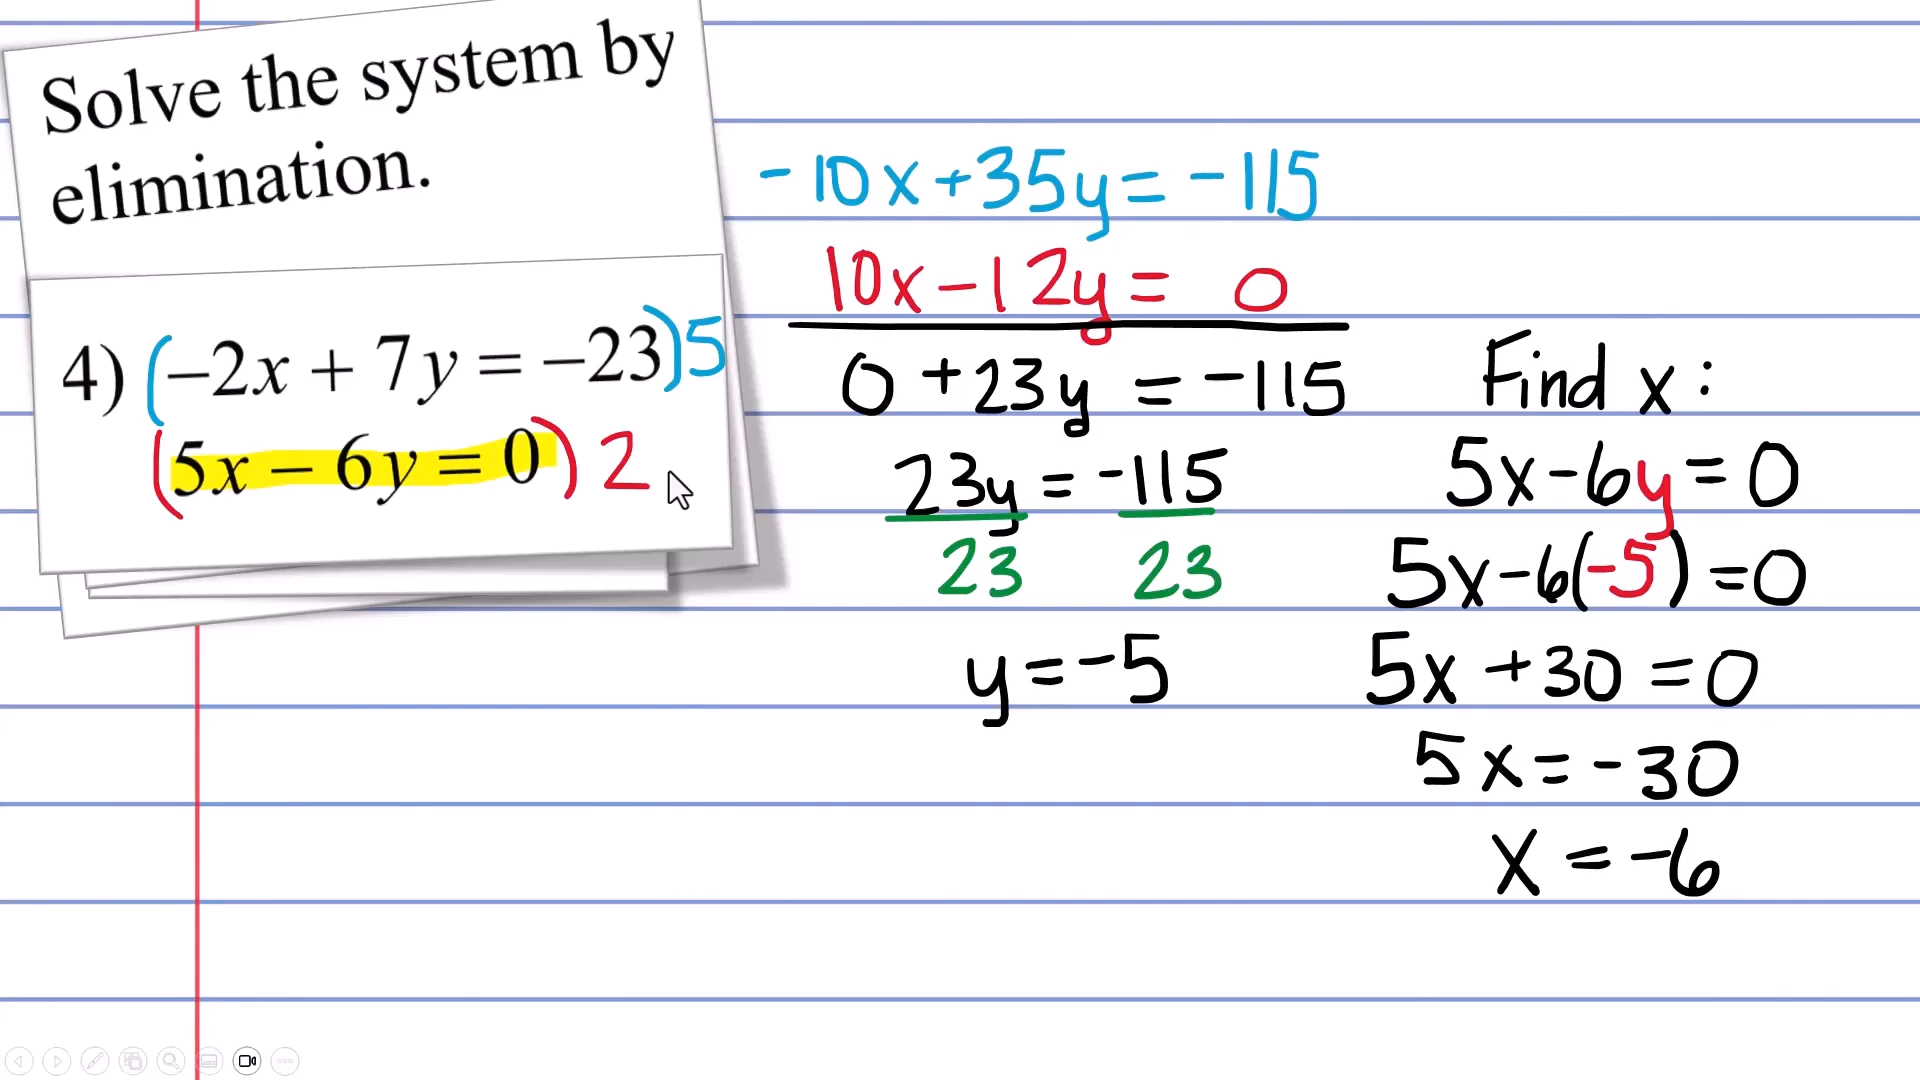 Solve the system by
elimination.
4) (−2x + 7y = −23)5
(5x − 6y = 0) 2
-10x+35y= -115
10x-12y= 0
0 +23y = -115
23y = -115
23 23
y=-5
Find x:
5x-6y=0
5x-6(-5)=0
5x +30=0
5x=-30
x = -6